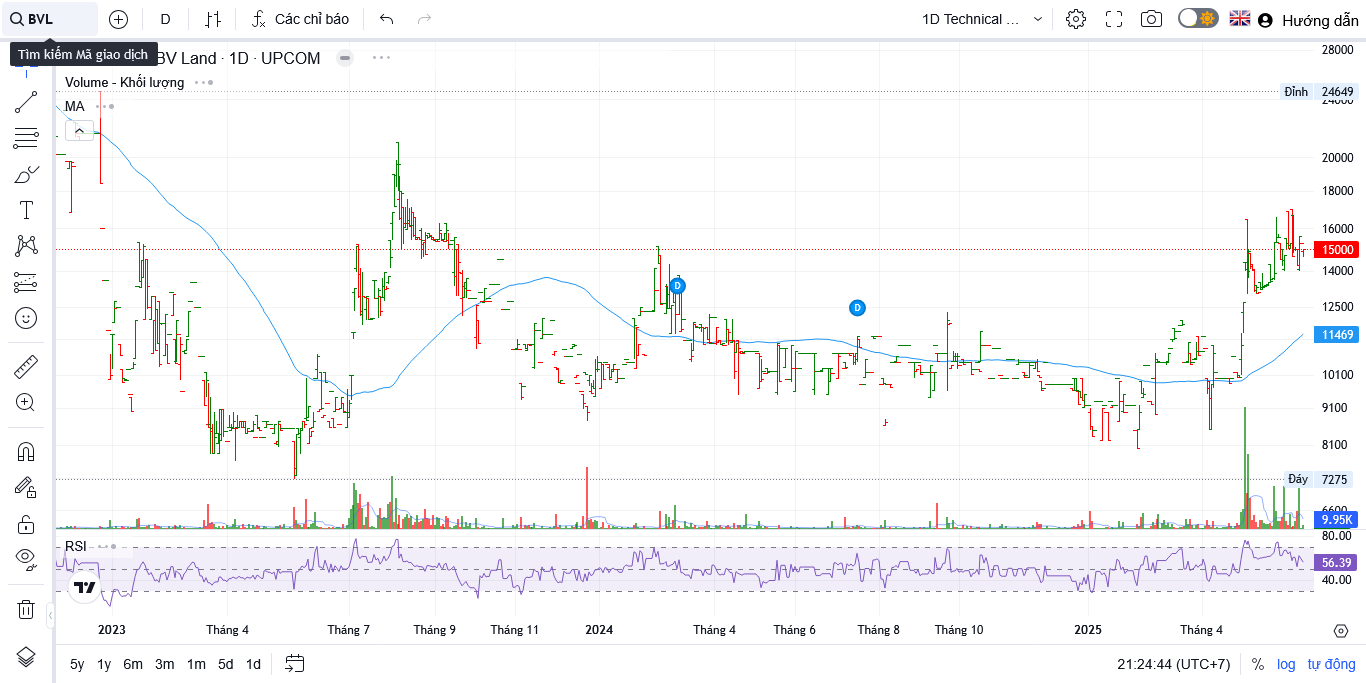 BVL
D
Các chỉ báo
1D Technical ...
Hướng dẫn
Tìm kiếm Mã giao dịch
BV Land · 1D · UPCOM
Volume - Khối lượng
MA
28000
Đỉnh 24649
24000
20000
18000
16000
15000
14000
12500
11469
10100
9100
8100
Đáy 7275
6600
9.95K
D
D
RSI
80.00
56.39
40.00
2023 Tháng 4 Tháng 7 Tháng 9 Tháng 11 2024 Tháng 4 Tháng 6 Tháng 8 Tháng 10 2025 Tháng 4
5y 1y 6m 3m 1m 5d 1d
21:24:44 (UTC+7) % log tự động